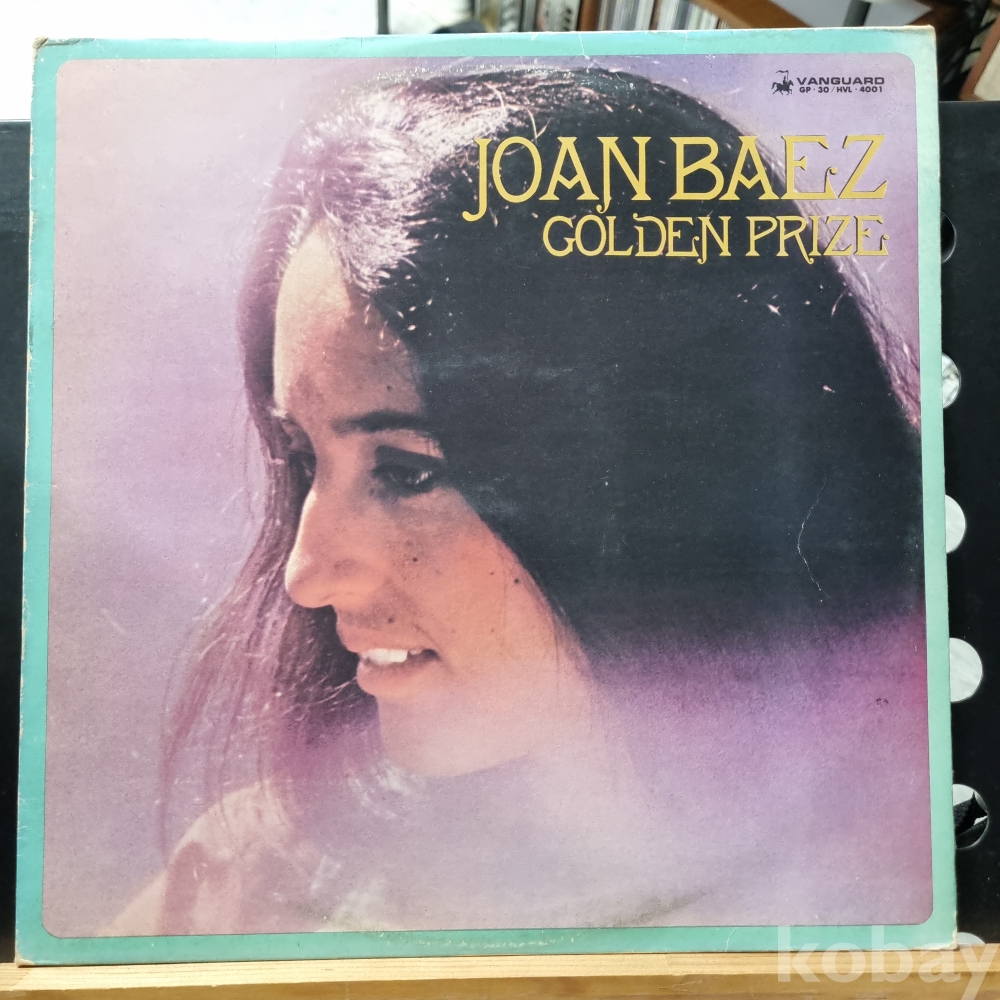 VANGUARD
GP · 30 / HVL · 4001
JOAN BAEZ
GOLDEN PRIZE
kobay